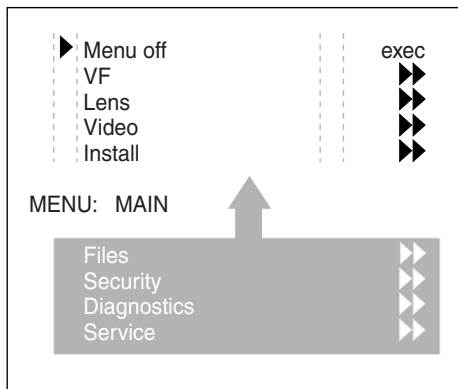 Menu off exec
VF
Lens
Video
Install
MENU: MAIN
Files
Security
Diagnostics
Service